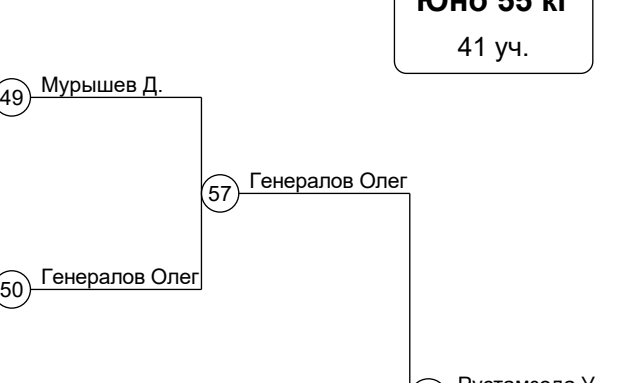 Юно 55 кг
41 уч.
49 Мурышев Д.
57 Генералов Олег
50 Генералов Олег